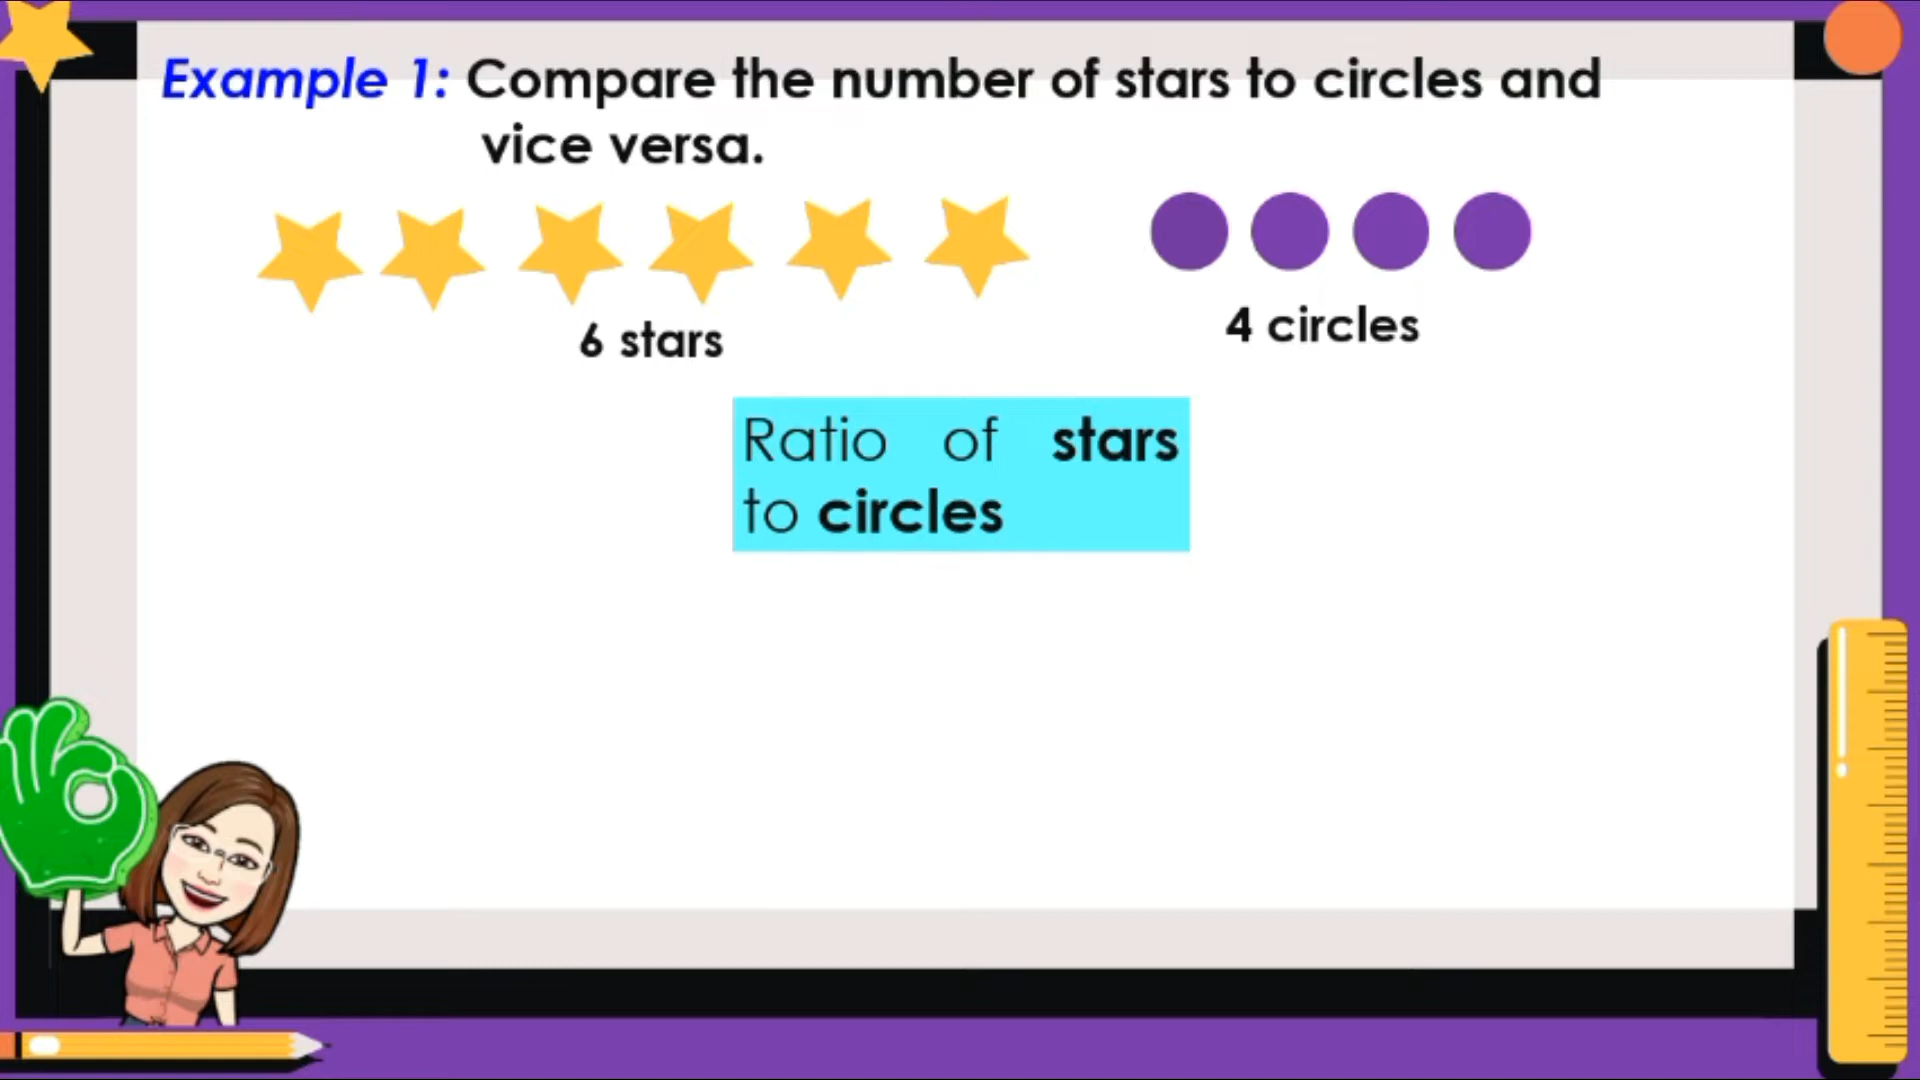 Example 1: Compare the number of stars to circles and
vice versa.
6 stars
4 circles
Ratio of stars
to circles